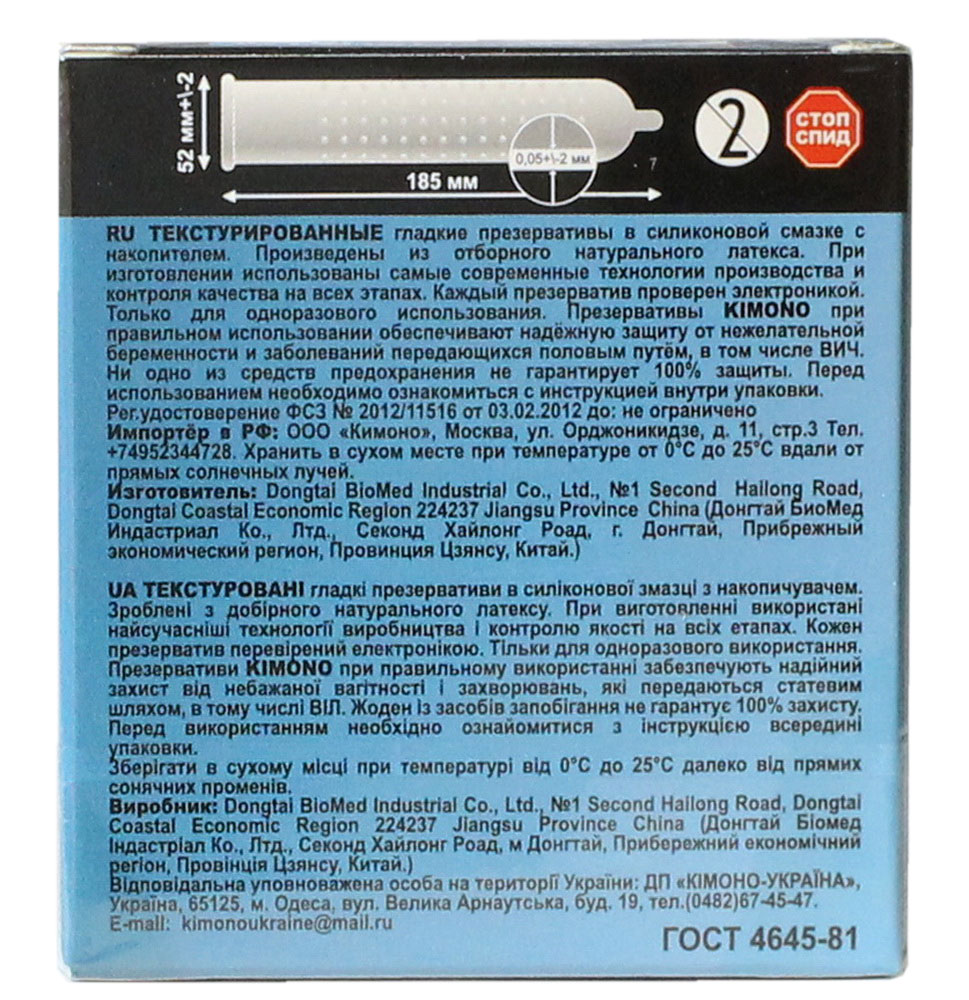 52 мм+\-2
0,05+\-2 мм
7
185 мм
2
СТОП
СПИД
RU ТЕКСТУРИРОВАННЫЕ гладкие презервативы в силиконовой смазке с
накопителем. Произведены из отборного натурального латекса. При
изготовлении использованы самые современные технологии производства и
контроля качества на всех этапах. Каждый презерватив проверен электроникой.
Только для одноразового использования. Презервативы KIMONO при
правильном использовании обеспечивают надёжную защиту от нежелательной
беременности и заболеваний передающихся половым путём, в том числе ВИЧ.
Ни одно из средств предохранения не гарантирует 100% защиты. Перед
использованием необходимо ознакомиться с инструкцией внутри упаковки.
Рег.удостоверение ФСЗ № 2012/11516 от 03.02.2012 до: не ограничено
Импортёр в РФ: ООО «Кимоно», Москва, ул. Орджоникидзе, д. 11, стр.3 Тел.
+74952344728. Хранить в сухом месте при температуре от 0°С до 25°С вдали от
прямых солнечных лучей.
Изготовитель: Dongtai BioMed Industrial Co., Ltd., №1 Second Hailong Road,
Dongtai Coastal Economic Region 224237 Jiangsu Province China (Донгтай БиоМед
Индастриал Ко., Лтд., Секонд Хайлонг Роад, г. Донгтай, Прибрежный
экономический регион, Провинция Цзянсу, Китай.)
UA ТЕКСТУРОВАНІ гладкі презервативи в силіконової змазці з накопичувачем.
Зроблені з добірного натурального латексу. При виготовленні використані
найсучасніші технології виробництва і контролю якості на всіх етапах. Кожен
презерватив перевірений електронікою. Тільки для одноразового використання.
Презервативи KIMONO при правильному використанні забезпечують надійний
захист від небажаної вагітності і захворювань, які передаються статевим
шляхом, в тому числі ВІЛ. Жоден із засобів запобігання не гарантує 100% захисту.
Перед використанням необхідно ознайомитися з інструкцією всередині
упаковки.
Зберігати в сухому місці при температурі від 0°С до 25°С далеко від прямих
сонячних променів.
Виробник: Dongtai BioMed Industrial Co., Ltd., №1 Second Hailong Road, Dongtai
Coastal Economic Region 224237 Jiangsu Province China (Донгтай Біомед
Індастріал Ко., Лтд., Секонд Хайлонг Роад, м Донгтай, Прибережний економічний
регіон, Провінція Цзянсу, Китай.)
Відповідальна уповноважена особа на території України: ДП «КІМОНО-УКРАЇНА»,
Україна, 65125, м. Одеса, вул. Велика Арнаутська, буд. 19, тел.(0482)67-45-47.
E-mail: kimonoukraine@mail.ru
ГОСТ 4645-81